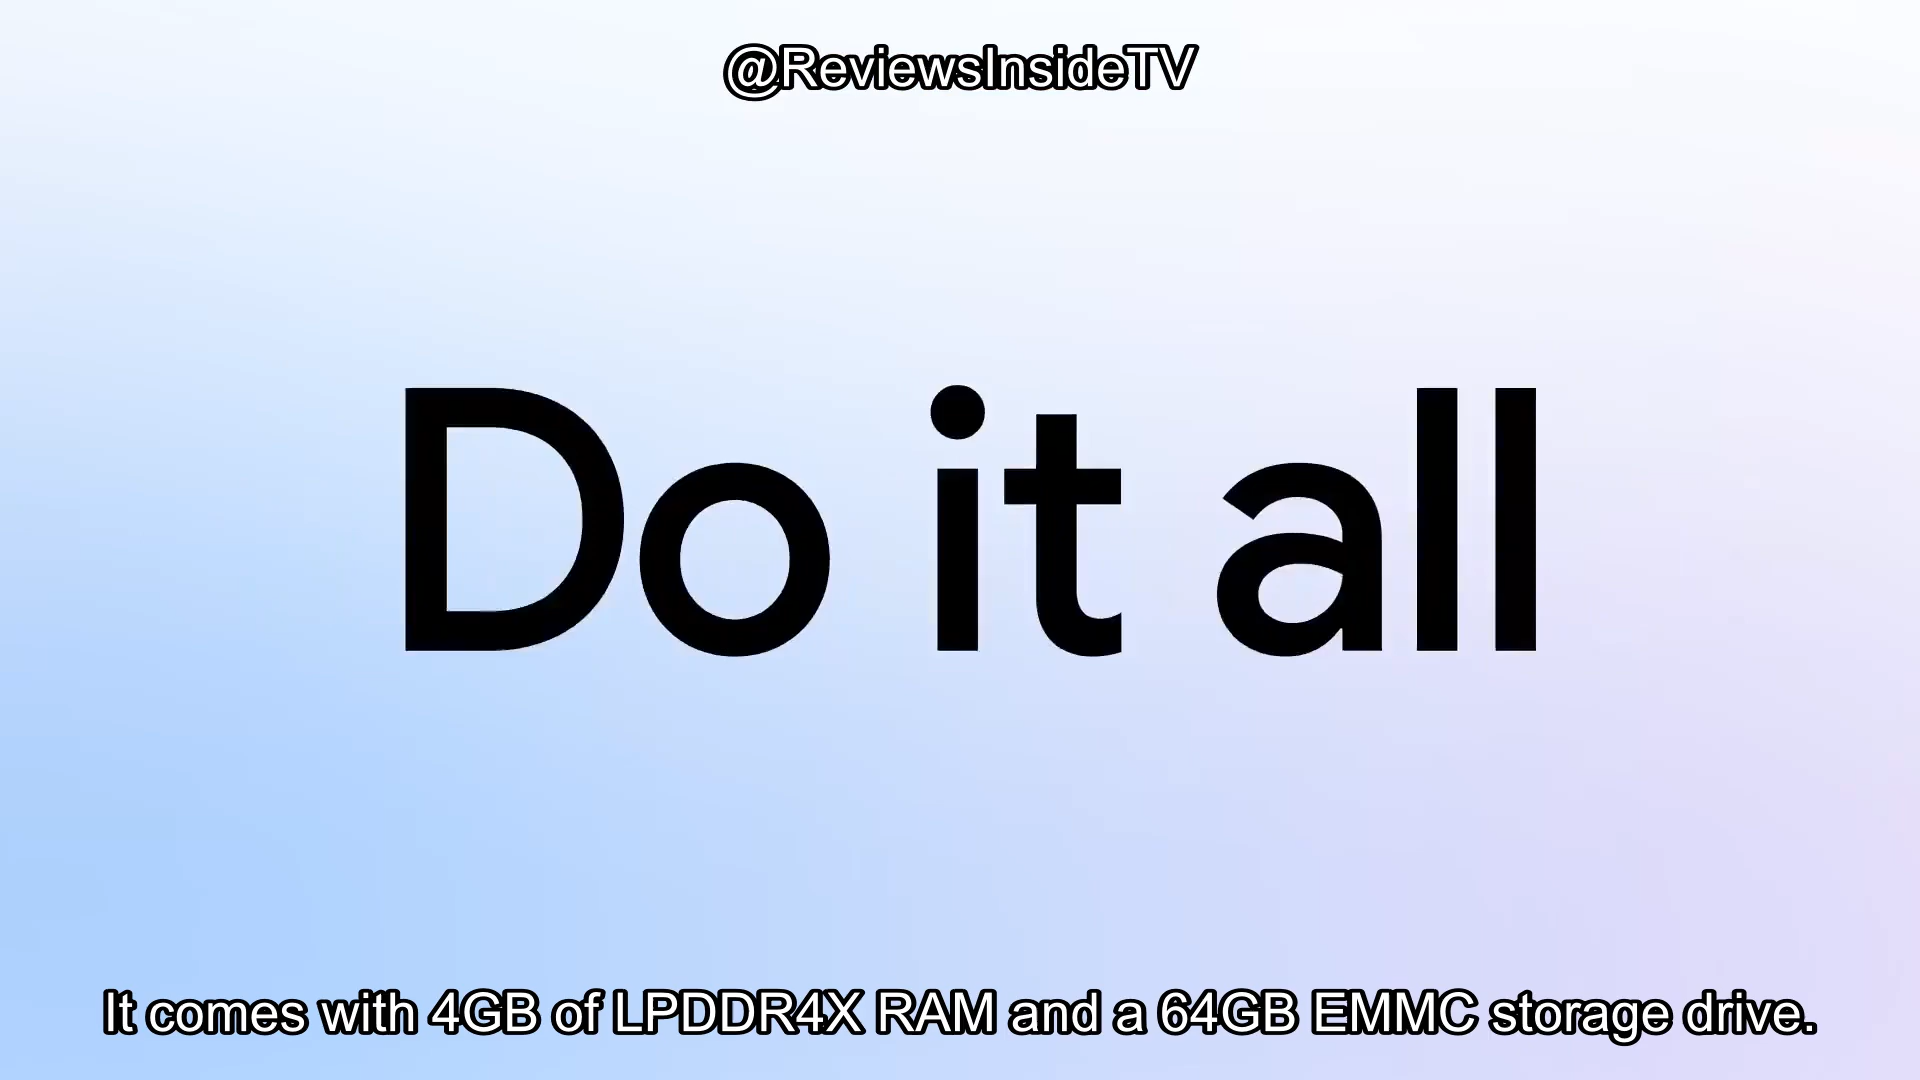 @ReviewsInsideTV
Do it all
It comes with 4GB of LPDDR4X RAM and a 64GB EMMC storage drive.